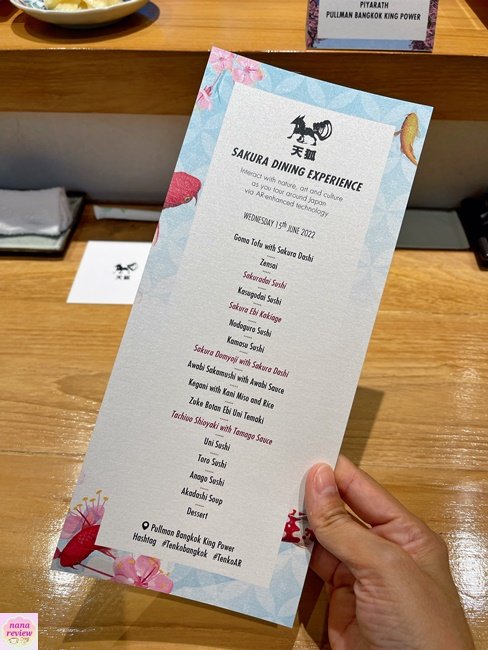 PIYARATH
PULLMAN BANGKOK KING POWER
天狐
SAKURA DINING EXPERIENCE
Interact with nature, art and culture
as you tour around Japan
via AR-enhanced technology
WEDNESDAY | 15th JUNE 2022
Goma Tofu with Sakura Dashi
Zensai
Sakuradai Sushi
Kasugodai Sushi
Sakura Ebi Kakiage
Nodoguro Sushi
Kamasu Sushi
Sakura Domyoji with Sakura Dashi
Awabi Sakamushi with Awabi Sauce
Kegani with Kani Miso and Rice
Zuke Botan Ebi Uni Temaki
Tachiuo Shioyaki with Tamago Sauce
Uni Sushi
Toro Sushi
Anago Sushi
Akadashi Soup
Dessert
Pullman Bangkok King Power
Hashtag #Tenkobangkok #TenkoAR
天狐
nana
review